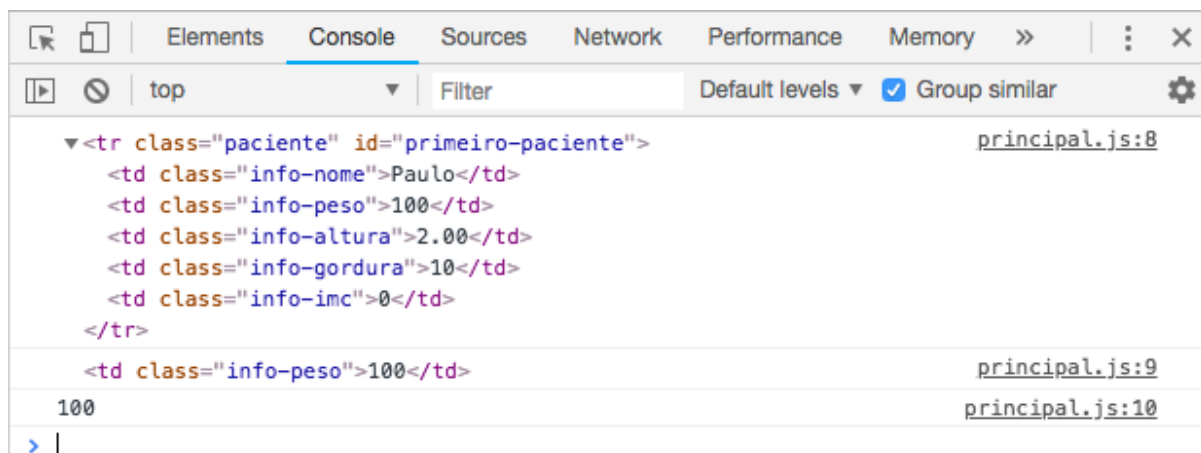 Elements Console Sources Network Performance Memory »
top Filter Default levels Group similar
<tr class="paciente" id="primeiro-paciente"> principal.js:8
<td class="info-nome">Paulo</td>
<td class="info-peso">100</td>
<td class="info-altura">2.00</td>
<td class="info-gordura">10</td>
<td class="info-imc">0</td>
</tr>
<td class="info-peso">100</td> principal.js:9
100 principal.js:10
>